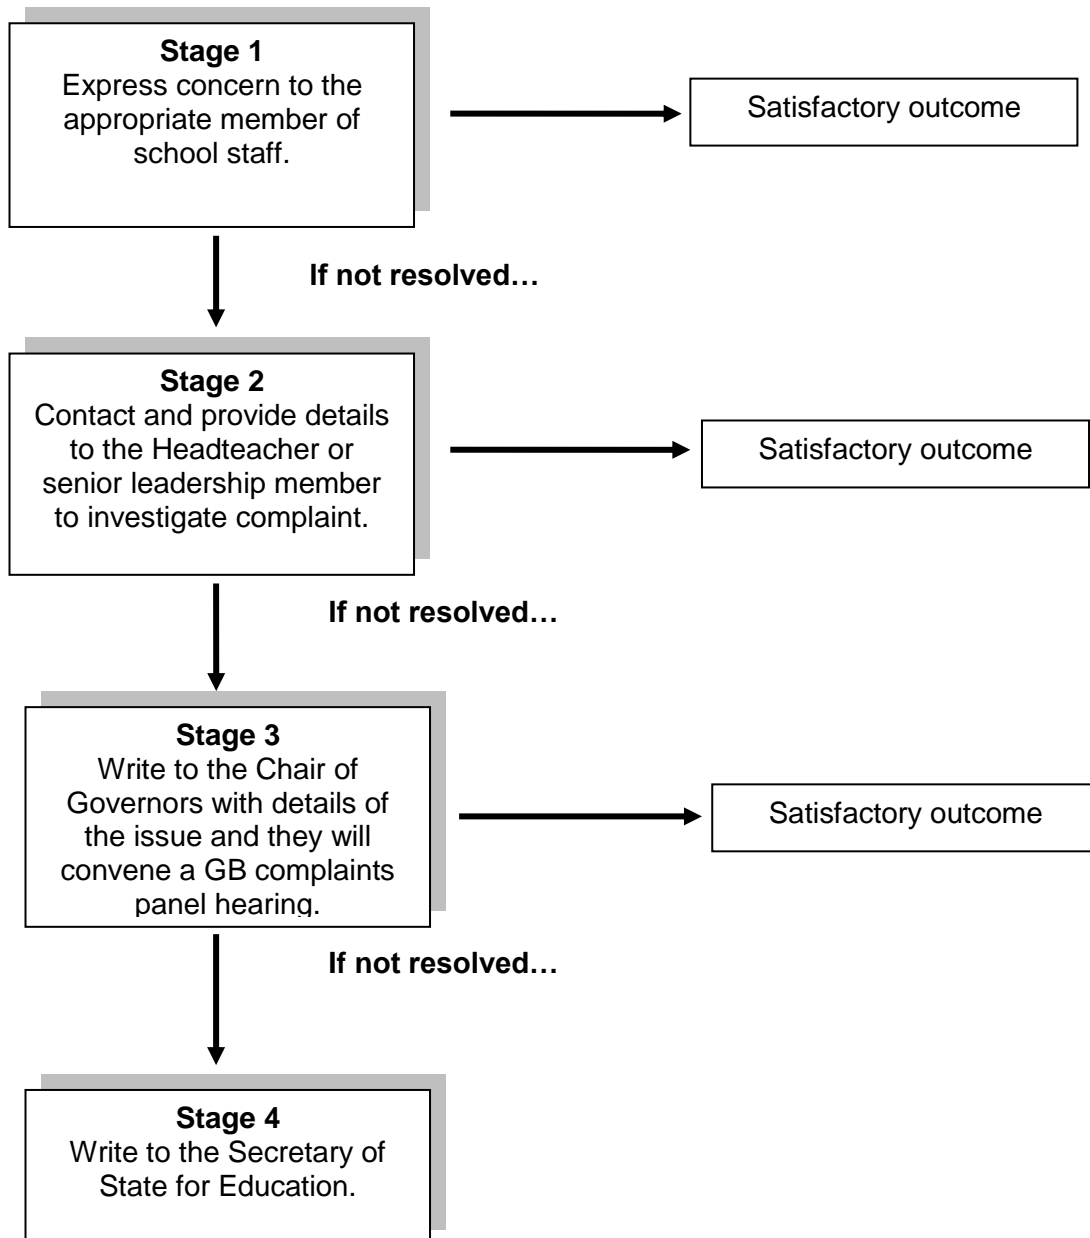 Stage 1
Express concern to the
appropriate member of
school staff.
Satisfactory outcome
If not resolved…
Stage 2
Contact and provide details
to the Headteacher or
senior leadership member
to investigate complaint.
Satisfactory outcome
If not resolved…
Stage 3
Write to the Chair of
Governors with details of
the issue and they will
convene a GB complaints
panel hearing.
Satisfactory outcome
If not resolved…
Stage 4
Write to the Secretary of
State for Education.